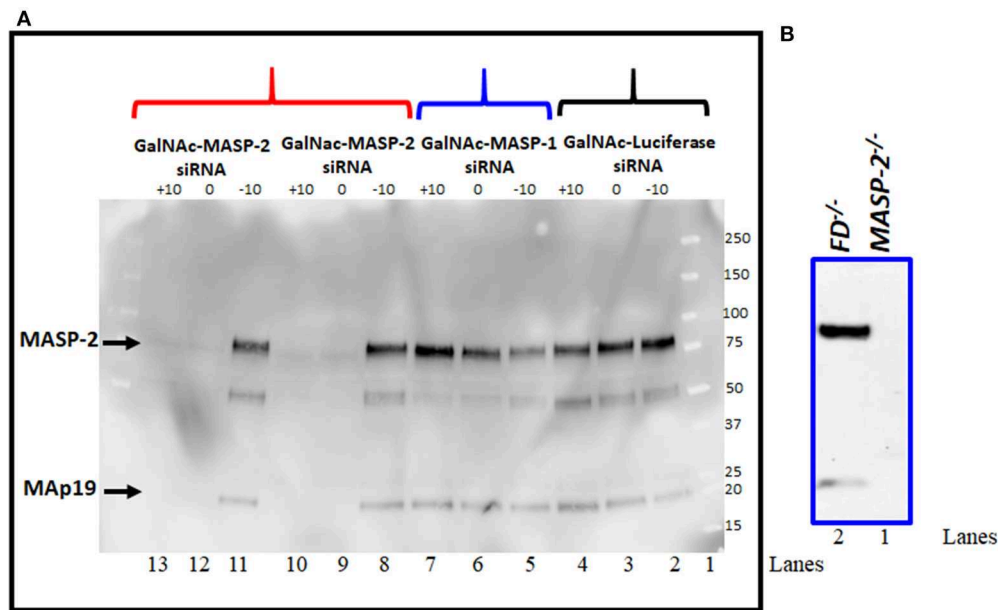 A
B
GalNAc-MASP-2 GalNac-MASP-2 GalNAc-MASP-1 GalNAc-Luciferase
siRNA siRNA siRNA siRNA
+10 0 -10 +10 0 -10 +10 0 -5 +10 0 -10
250
150
100
MASP-2 75
50
37
25
MAp19 20
15
13 12 11 10 9 8 7 6 5 4 3 2 1 Lanes
FD-/- MASP-2-/-
2 1 Lanes